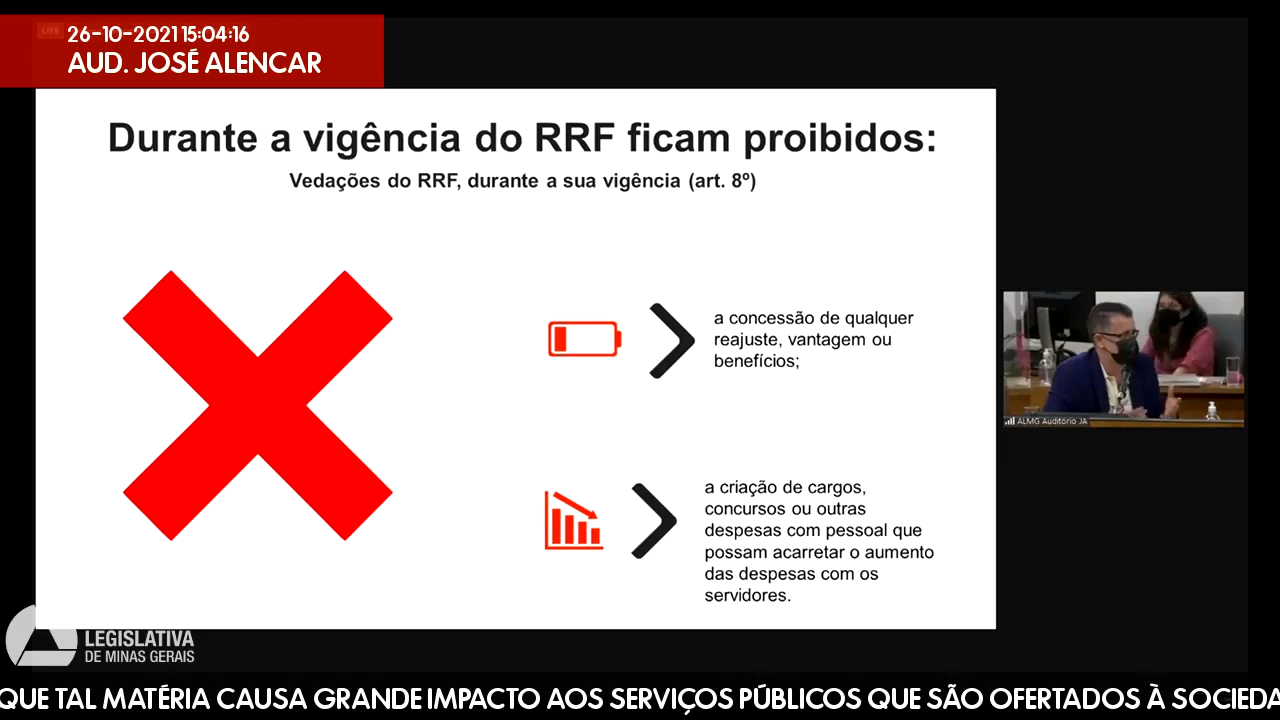 LIVE
26-10-2021 15:04:16
AUD. JOSÉ ALENCAR
Durante a vigência do RRF ficam proibidos:
Vedações do RRF, durante a sua vigência (art. 8º)
a concessão de qualquer
reajuste, vantagem ou
benefícios;
a criação de cargos,
concursos ou outras
despesas com pessoal que
possam acarretar o aumento
das despesas com os
servidores.
ALMG Auditório JA
LEGISLATIVA
DE MINAS GERAIS
QUE TAL MATÉRIA CAUSA GRANDE IMPACTO AOS SERVIÇOS PÚBLICOS QUE SÃO OFERTADOS À SOCIEDA